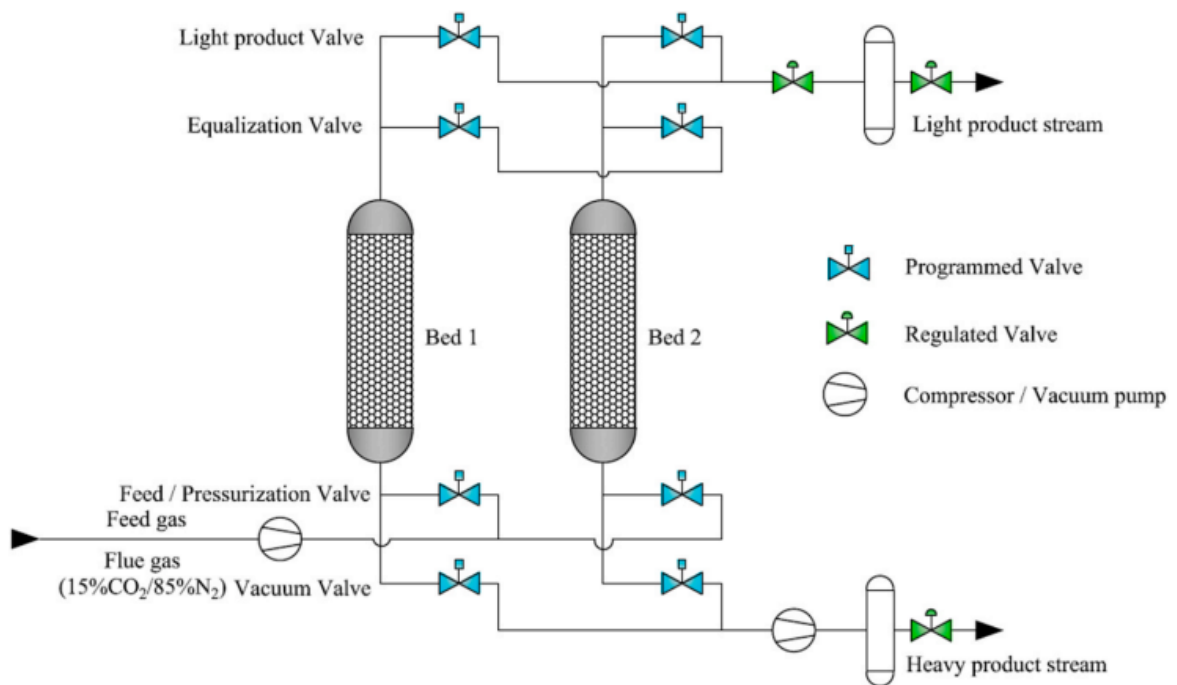 Light product Valve
Equalization Valve
Light product stream
Programmed Valve
Bed 1
Bed 2
Regulated Valve
Compressor / Vacuum pump
Feed / Pressurization Valve
Feed gas
Flue gas
(15%CO₂/85%N₂) Vacuum Valve
Heavy product stream